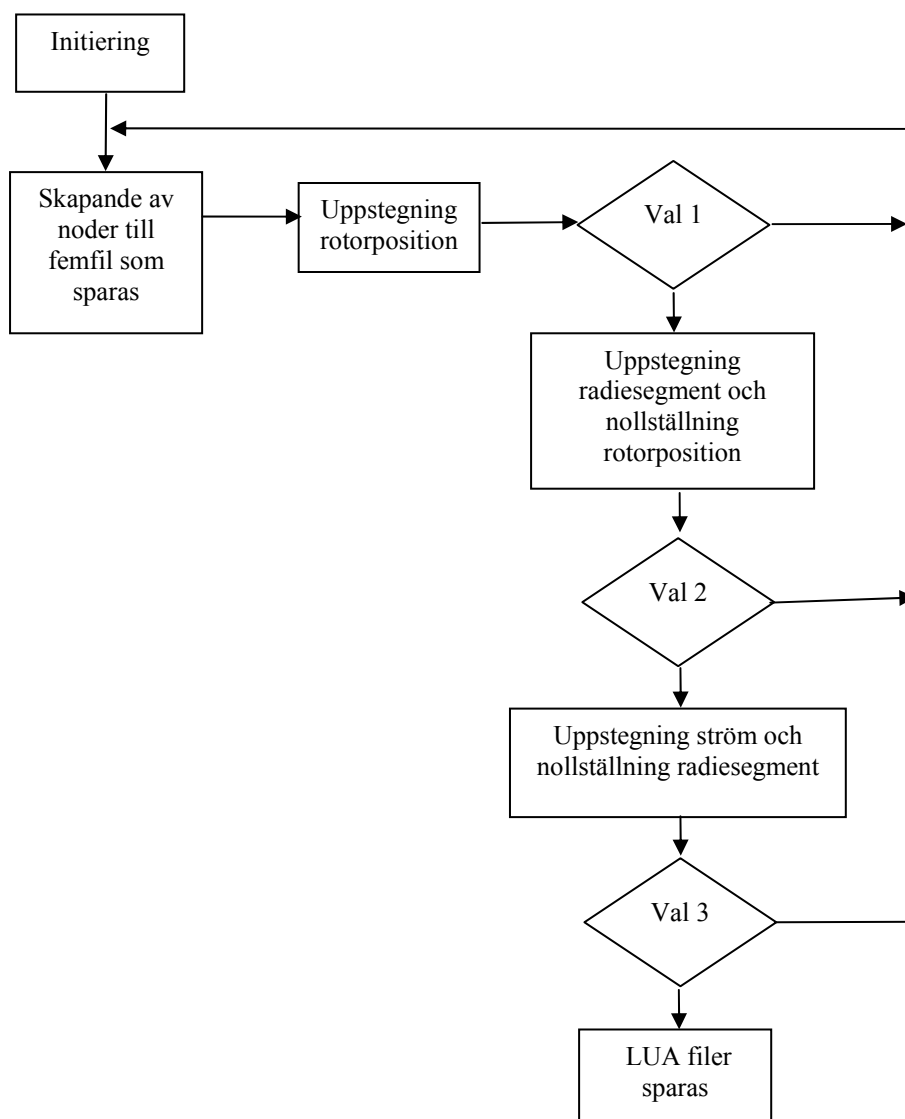 Initiering
Skapande av
noder till
femfil som
sparas
Uppstegning
rotorposition
Val 1
Uppstegning
radiesegment och
nollställning
rotorposition
Val 2
Uppstegning ström och
nollställning radiesegment
Val 3
LUA filer
sparas